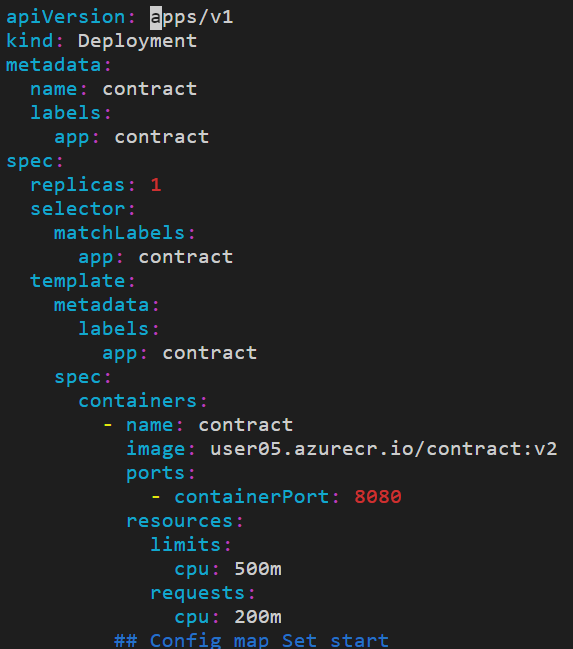 apiVersion: apps/v1
kind: Deployment
metadata:
  name: contract
  labels:
    app: contract
spec:
  replicas: 1
  selector:
    matchLabels:
      app: contract
  template:
    metadata:
      labels:
        app: contract
    spec:
      containers:
        - name: contract
          image: user05.azurecr.io/contract:v2
          ports:
            - containerPort: 8080
          resources:
            limits:
              cpu: 500m
            requests:
              cpu: 200m
         ## Config map Set start